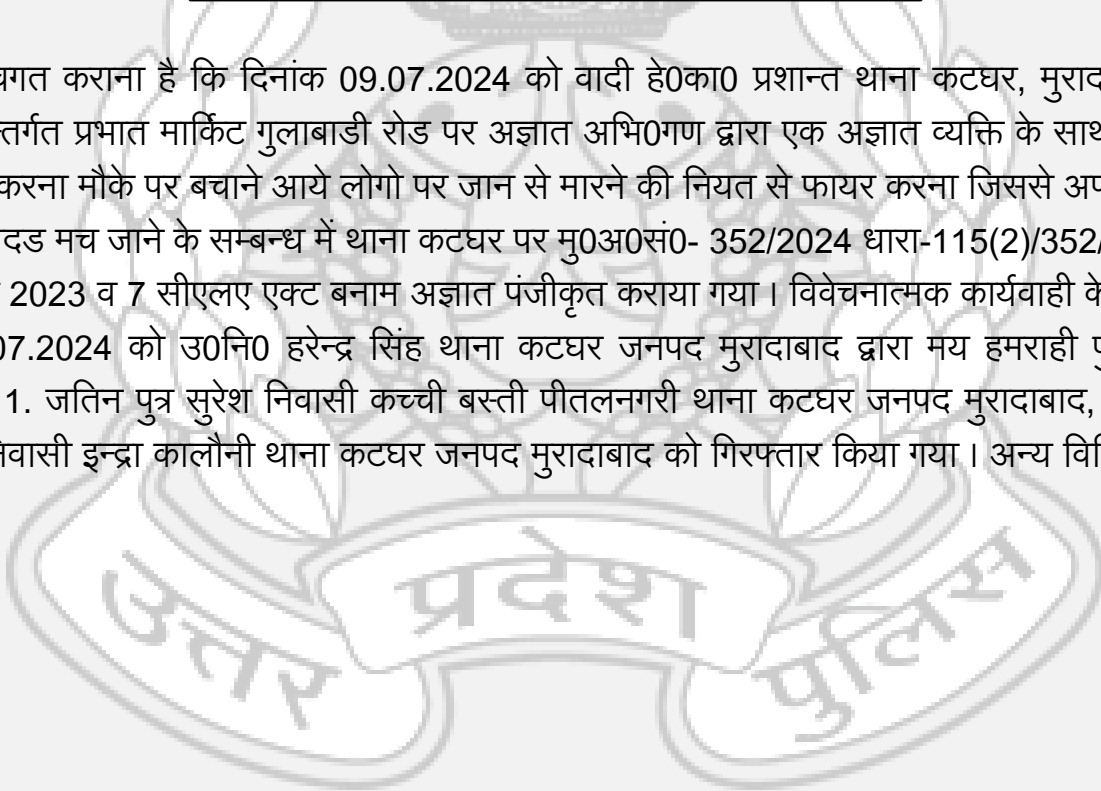 वगत कराना है कि दिनांक 09.07.2024 को वादी हे0का0 प्रशान्त थाना कटघर, मुराद
न्तर्गत प्रभात मार्किट गुलाबाडी रोड पर अज्ञात अभि0गण द्वारा एक अज्ञात व्यक्ति के साथ
करना मौके पर बचाने आये लोगो पर जान से मारने की नियत से फायर करना जिससे अप
दड मच जाने के सम्बन्ध में थाना कटघर पर मु0अ0सं0- 352/2024 धारा-115(2)/352/
2023 व 7 सीएलए एक्ट बनाम अज्ञात पंजीकृत कराया गया । विवेचनात्मक कार्यवाही के
07.2024 को उ0नि0 हरेन्द्र सिंह थाना कटघर जनपद मुरादाबाद द्वारा मय हमराही पु
1. जतिन पुत्र सुरेश निवासी कच्ची बस्ती पीतलनगरी थाना कटघर जनपद मुरादाबाद,
नेवासी इन्द्रा कालौनी थाना कटघर जनपद मुरादाबाद को गिरफ्तार किया गया । अन्य वि
उत्तर प्रदेश पुलिस